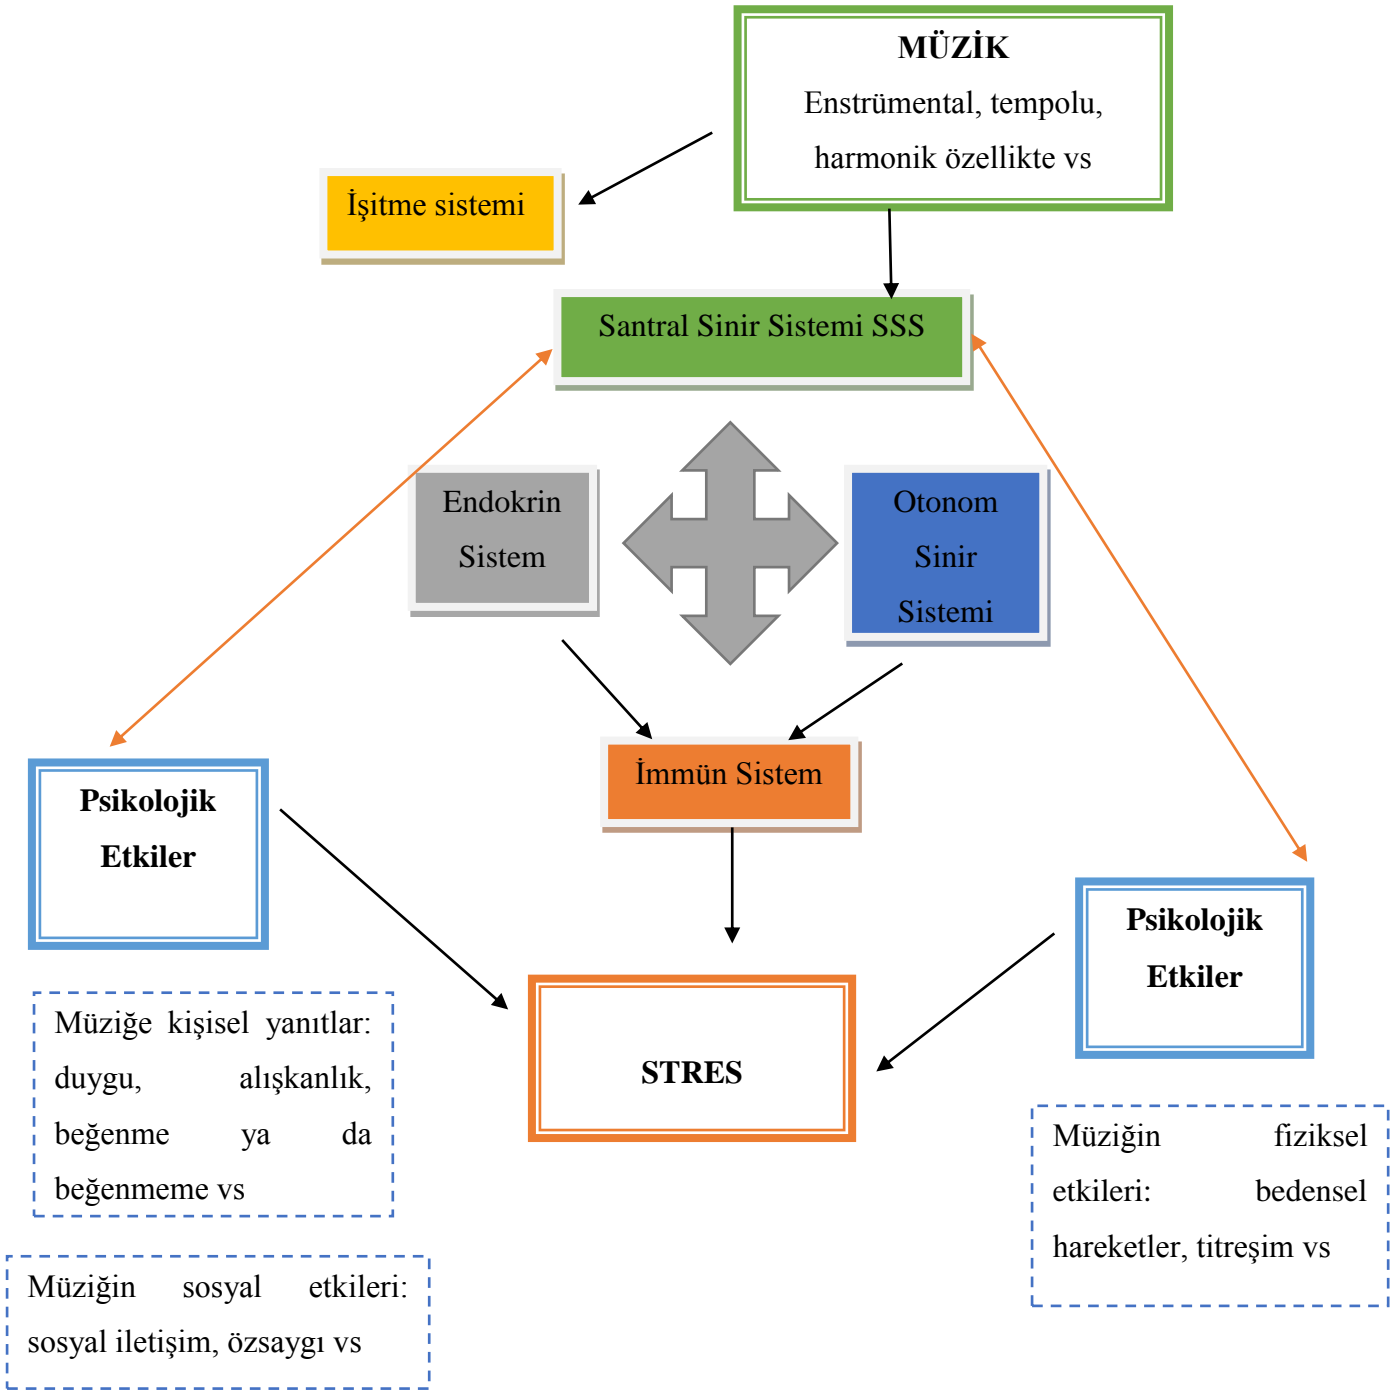 MÜZİK
Enstrümental, tempolu,
harmonik özellikte vs
İşitme sistemi
Santral Sinir Sistemi SSS
Endokrin
Sistem
Otonom
Sinir
Sistemi
İmmün Sistem
Psikolojik
Etkiler
Psikolojik
Etkiler
STRES
Müziğe kişisel yanıtlar:
duygu, alışkanlık,
beğenme ya da
beğenmeme vs
Müziğin fiziksel
etkileri: bedensel
hareketler, titreşim vs
Müziğin sosyal etkileri:
sosyal iletişim, özsaygı vs